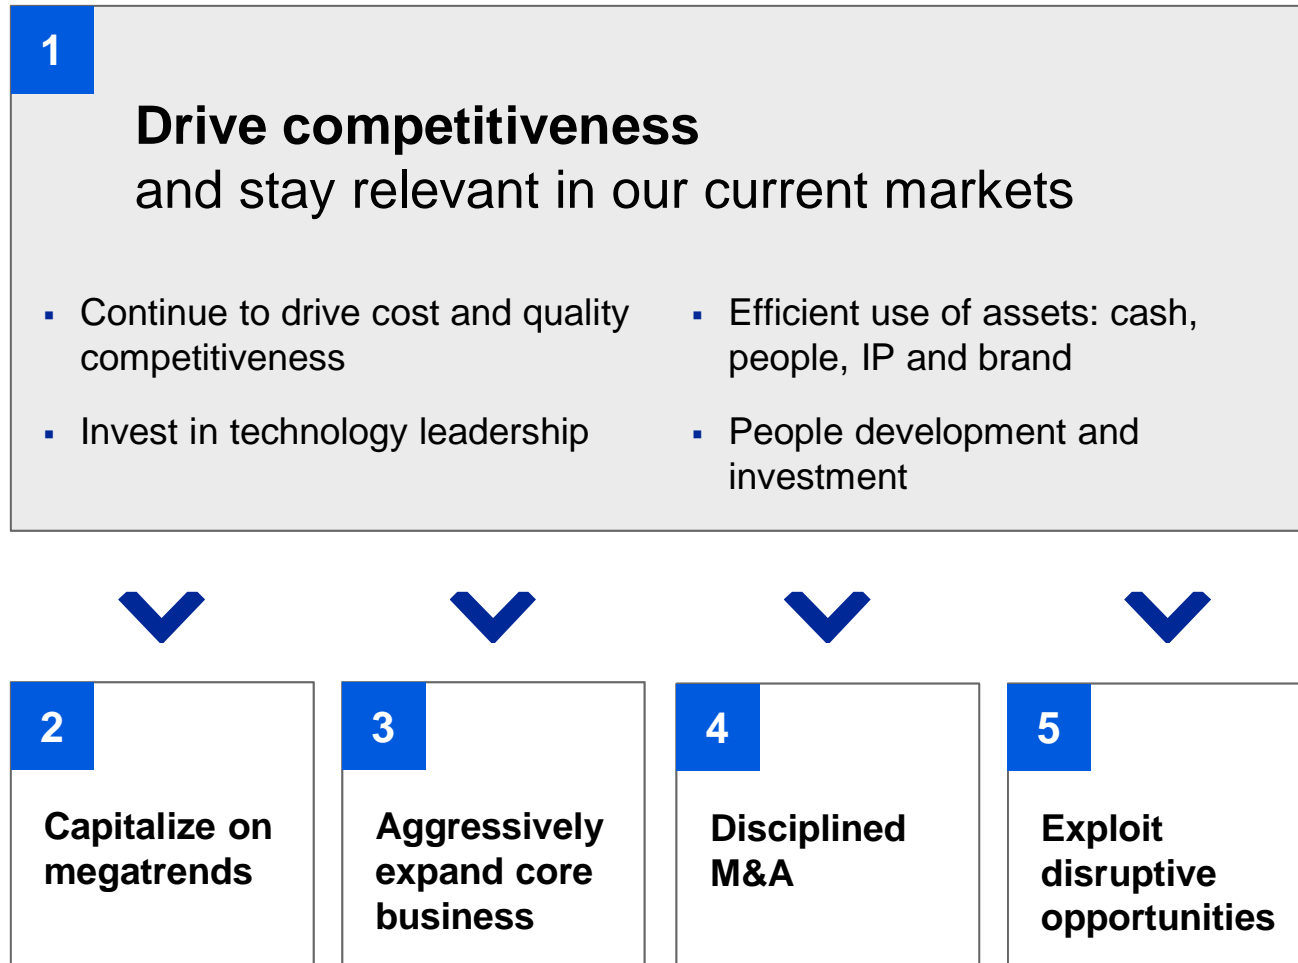 1
Drive competitiveness
and stay relevant in our current markets
▪ Continue to drive cost and quality
competitiveness
▪ Invest in technology leadership
▪ Efficient use of assets: cash,
people, IP and brand
▪ People development and
investment
2
Capitalize on
megatrends
3
Aggressively
expand core
business
4
Disciplined
M&A
5
Exploit
disruptive
opportunities